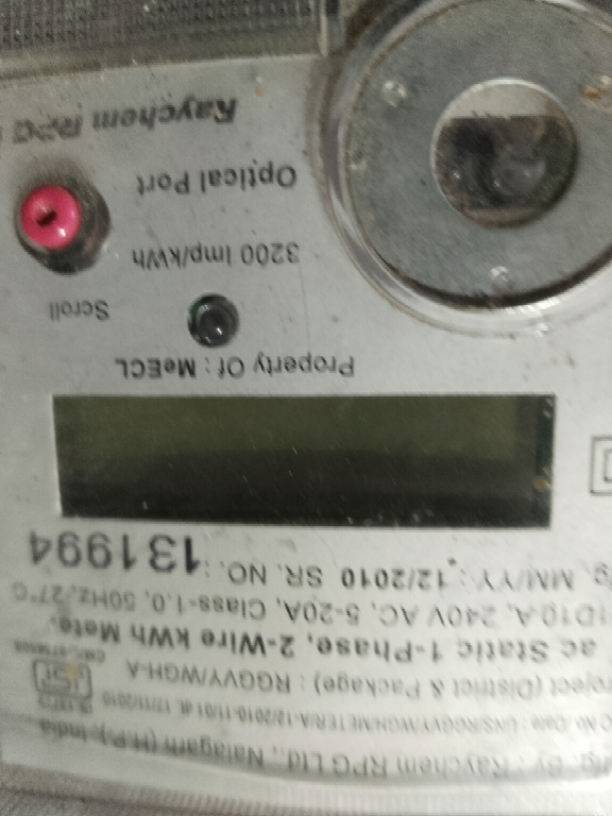 Mfg. By : Raychem RPG Ltd., Nalagarh (H.P.), India
Project (District & Package) : RGGVY/WGH-A
ac Static 1-Phase, 2-Wire kWh Meter
240V AC, 5-20A, Class-1.0, 50Hz, 27°C
MM/YY : 12/2010 SR. NO. : 131994
Property Of : MeECL
Scroll
3200 imp/kWh
Optical Port
Raychem RPG